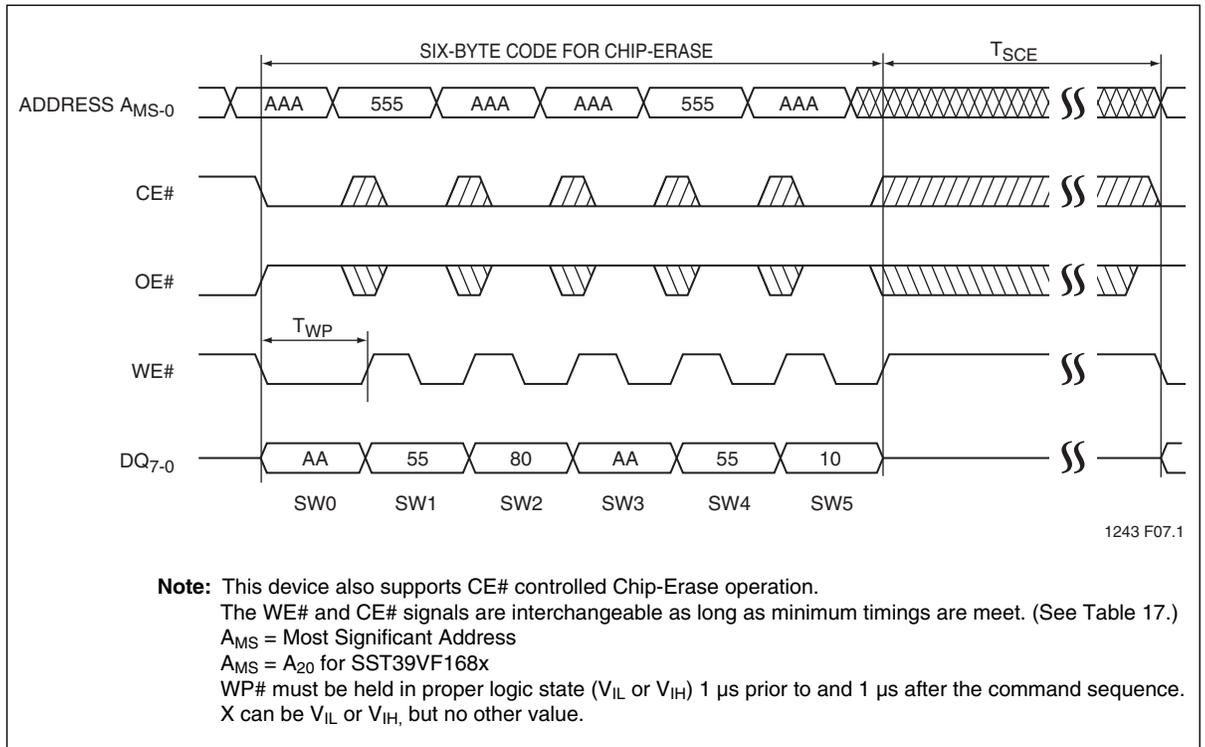 SIX-BYTE CODE FOR CHIP-ERASE TSCE
ADDRESS AMS-0 AAA 555 AAA AAA 555 AAA
CE#
OE#
TWP
WE#
DQ7-0 AA 55 80 AA 55 10
SW0 SW1 SW2 SW3 SW4 SW5
1243 F07.1
Note: This device also supports CE# controlled Chip-Erase operation.
The WE# and CE# signals are interchangeable as long as minimum timings are meet. (See Table 17.)
AMS = Most Significant Address
AMS = A20 for SST39VF168x
WP# must be held in proper logic state (VIL or VIH) 1 µs prior to and 1 µs after the command sequence.
X can be VIL or VIH, but no other value.